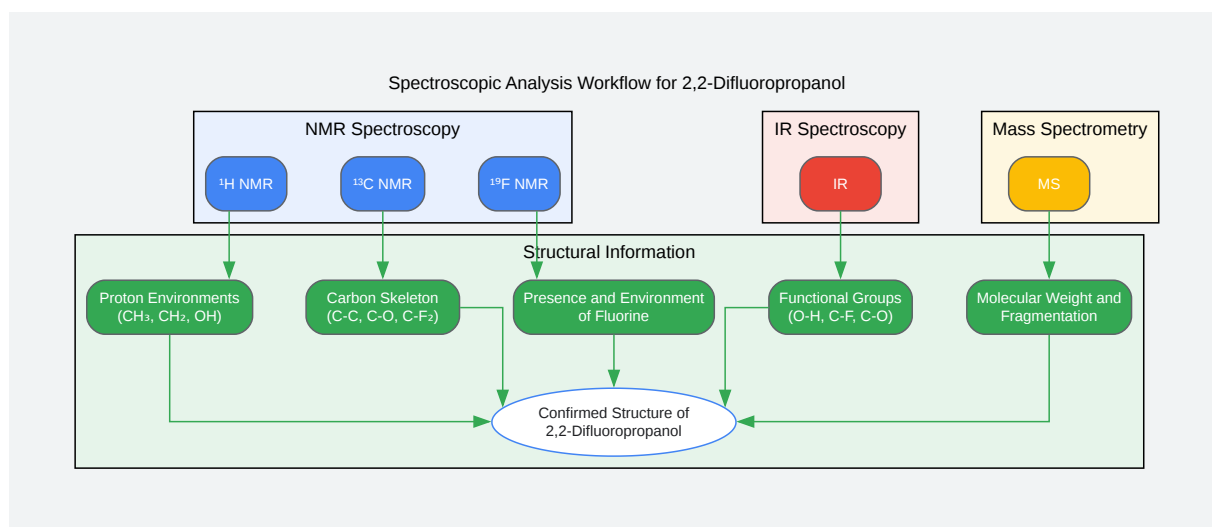 Spectroscopic Analysis Workflow for 2,2-Difluoropropanol
NMR Spectroscopy
IR Spectroscopy
Mass Spectrometry
¹H NMR
¹³C NMR
¹⁹F NMR
IR
MS
Structural Information
Proton Environments
(CH₃, CH₂, OH)
Carbon Skeleton
(C-C, C-O, C-F₂)
Presence and Environment
of Fluorine
Functional Groups
(O-H, C-F, C-O)
Molecular Weight and
Fragmentation
Confirmed Structure of
2,2-Difluoropropanol